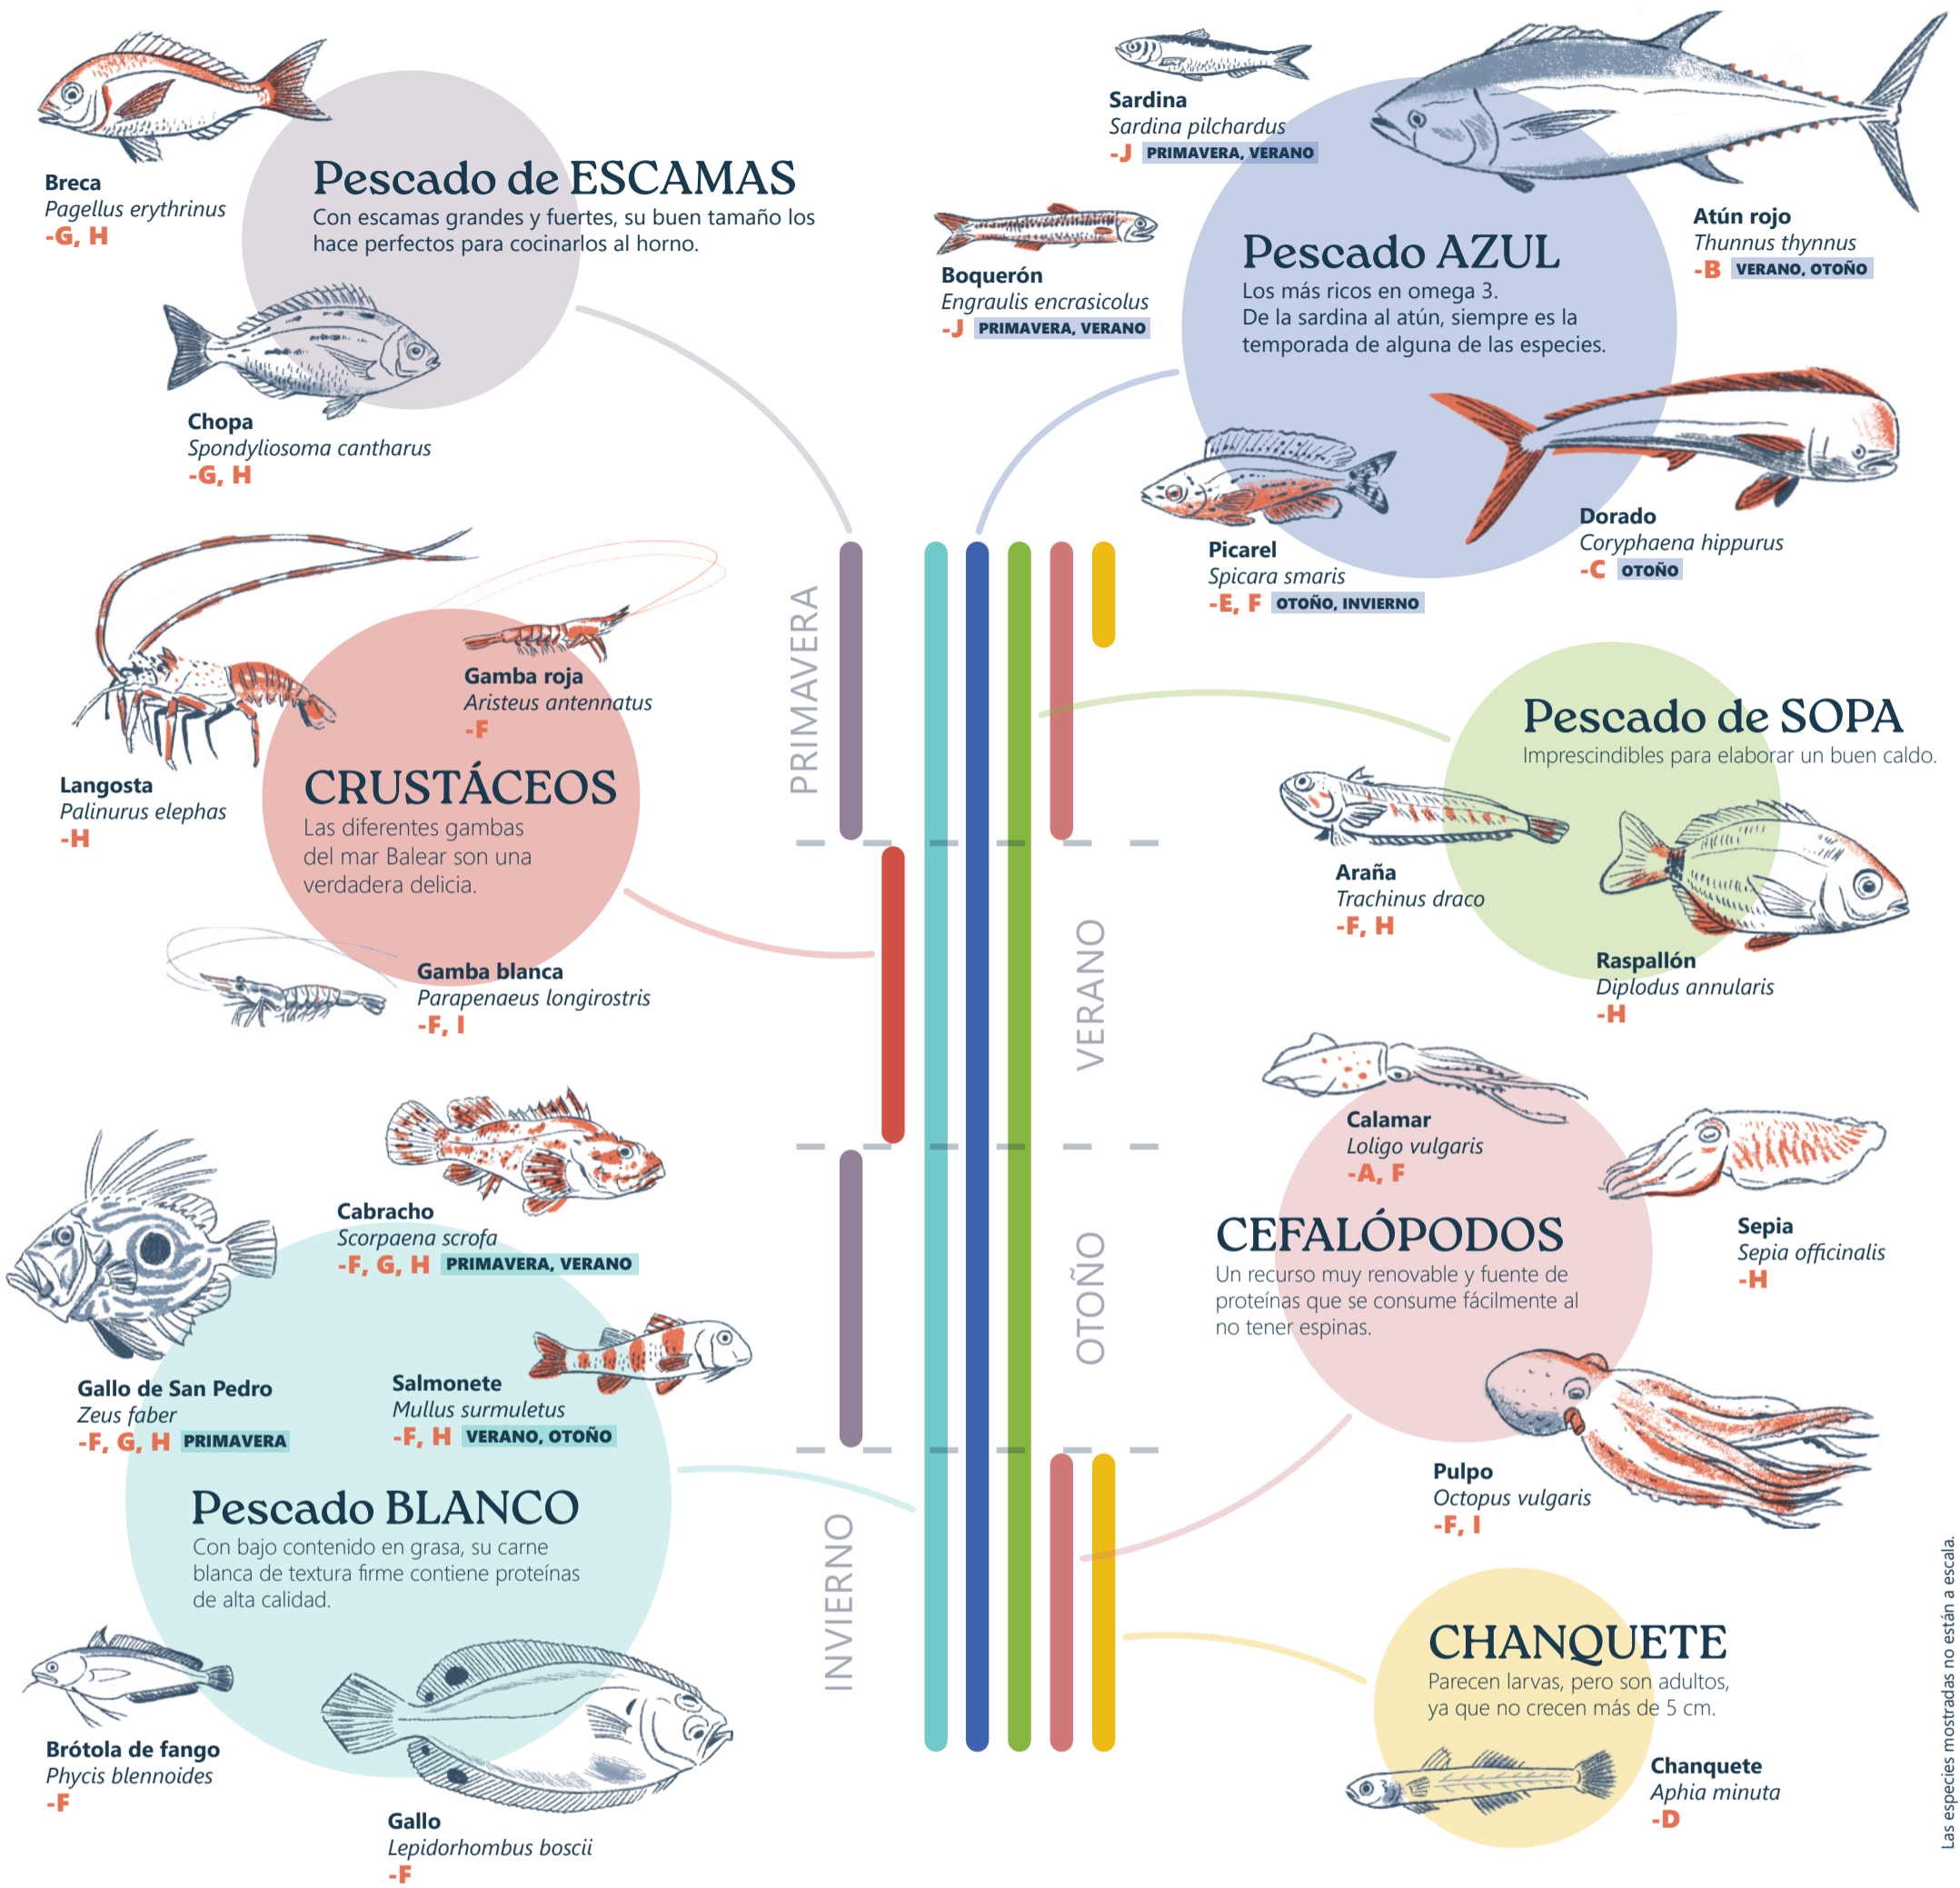 Breca
Pagellus erythrinus
-G, H
Pescado de ESCAMAS
Con escamas grandes y fuertes, su buen tamaño los
hace perfectos para cocinarlos al horno.
Chopa
Spondyliosoma cantharus
-G, H
Sardina
Sardina pilchardus
-J PRIMAVERA, VERANO
Atún rojo
Thunnus thynnus
-B VERANO, OTOÑO
Boquerón
Engraulis encrasicolus
-J PRIMAVERA, VERANO
Pescado AZUL
Los más ricos en omega 3.
De la sardina al atún, siempre es la
temporada de alguna de las especies.
Picarel
Spicara smaris
-E, F OTOÑO, INVIERNO
Dorado
Coryphaena hippurus
-C OTOÑO
Gamba roja
Aristeus antennatus
-F
Langosta
Palinurus elephas
-H
CRUSTÁCEOS
Las diferentes gambas
del mar Balear son una
verdadera delicia.
Gamba blanca
Parapenaeus longirostris
-F, I
PRIMAVERA
VERANO
OTOÑO
INVIERNO
Pescado de SOPA
Imprescindibles para elaborar un buen caldo.
Araña
Trachinus draco
-F, H
Raspallón
Diplodus annularis
-H
Calamar
Loligo vulgaris
-A, F
Sepia
Sepia officinalis
-H
CEFALÓPODOS
Un recurso muy renovable y fuente de
proteínas que se consume fácilmente al
no tener espinas.
Pulpo
Octopus vulgaris
-F, I
Cabracho
Scorpaena scrofa
-F, G, H PRIMAVERA, VERANO
Gallo de San Pedro
Zeus faber
-F, G, H PRIMAVERA
Salmonete
Mullus surmuletus
-F, H VERANO, OTOÑO
Pescado BLANCO
Con bajo contenido en grasa, su carne
blanca de textura firme contiene proteínas
de alta calidad.
Brótola de fango
Phycis blennoides
-F
Gallo
Lepidorhombus boscii
-F
CHANQUETE
Parecen larvas, pero son adultos,
ya que no crecen más de 5 cm.
Chanquete
Aphia minuta
-D
Las especies mostradas no están a escala.